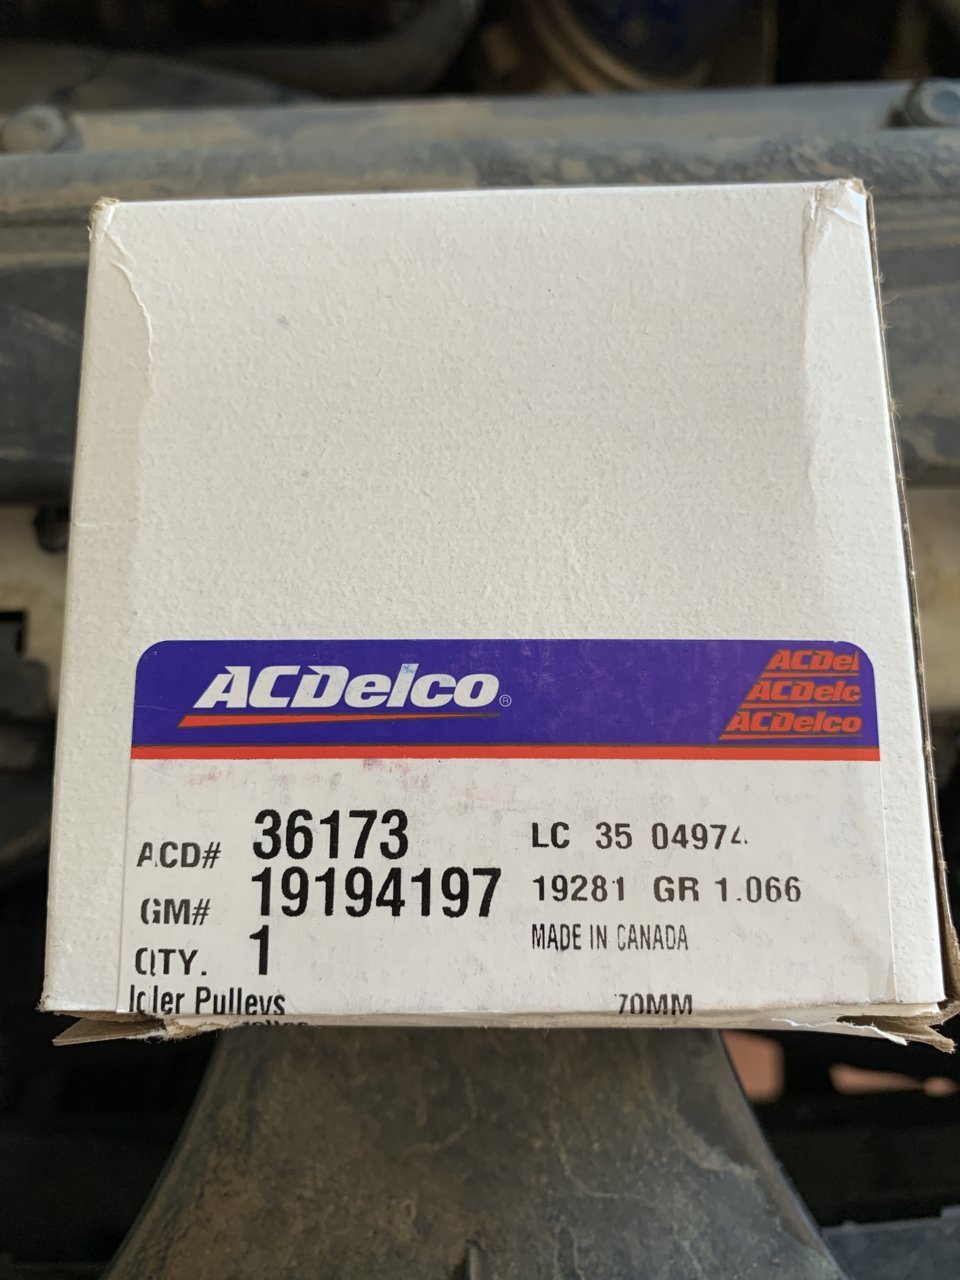 ACDelco®
ACDel
ACDelc
ACDelco
ACD# 36173
GM# 19194197
QTY. 1
Idler Pulleys 70MM
LC 35 04974
19281 GR 1.066
MADE IN CANADA